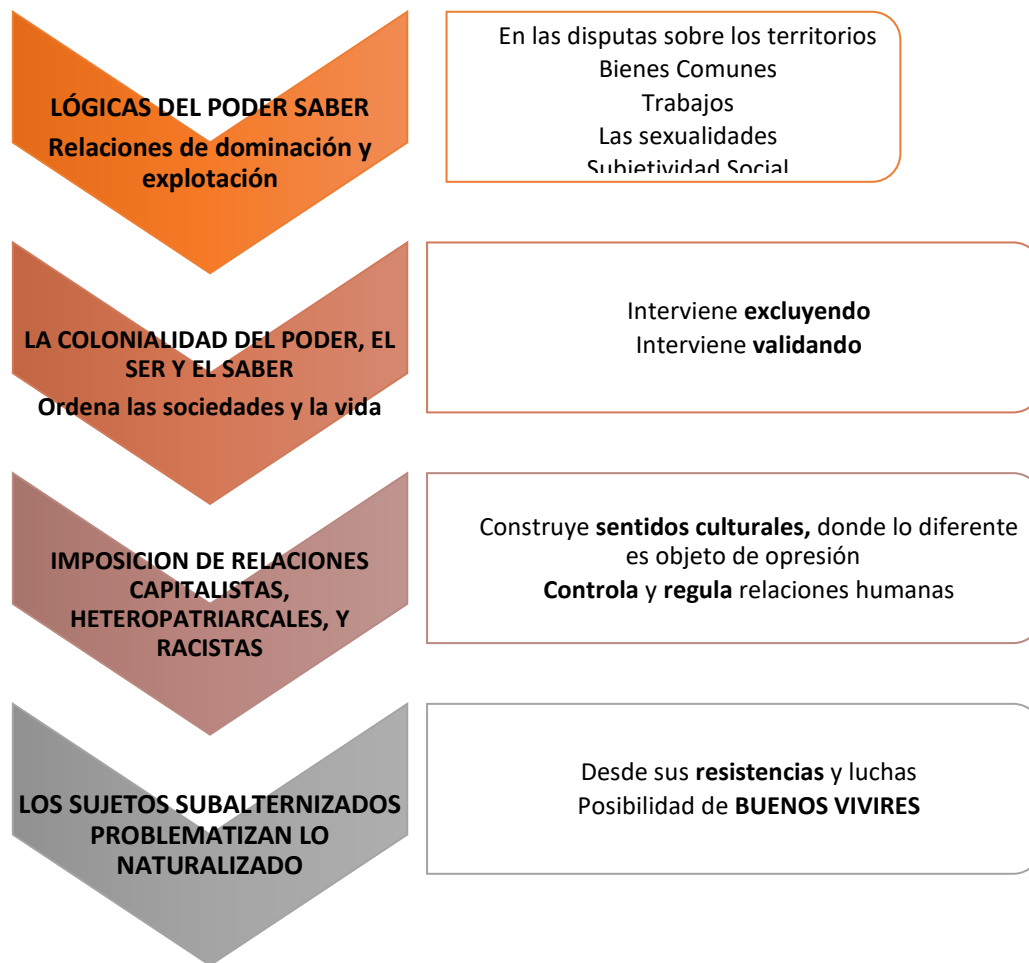 LÓGICAS DEL PODER SABER
Relaciones de dominación y
explotación
En las disputas sobre los territorios
Bienes Comunes
Trabajos
Las sexualidades
Subjetividad Social
LA COLONIALIDAD DEL PODER, EL
SER Y EL SABER
Ordena las sociedades y la vida
Interviene excluyendo
Interviene validando
IMPOSICION DE RELACIONES
CAPITALISTAS,
HETEROPATRIARCALES, Y
RACISTAS
Construye sentidos culturales, donde lo diferente
es objeto de opresión
Controla y regula relaciones humanas
LOS SUJETOS SUBALTERNIZADOS
PROBLEMATIZAN LO
NATURALIZADO
Desde sus resistencias y luchas
Posibilidad de BUENOS VIVIRES